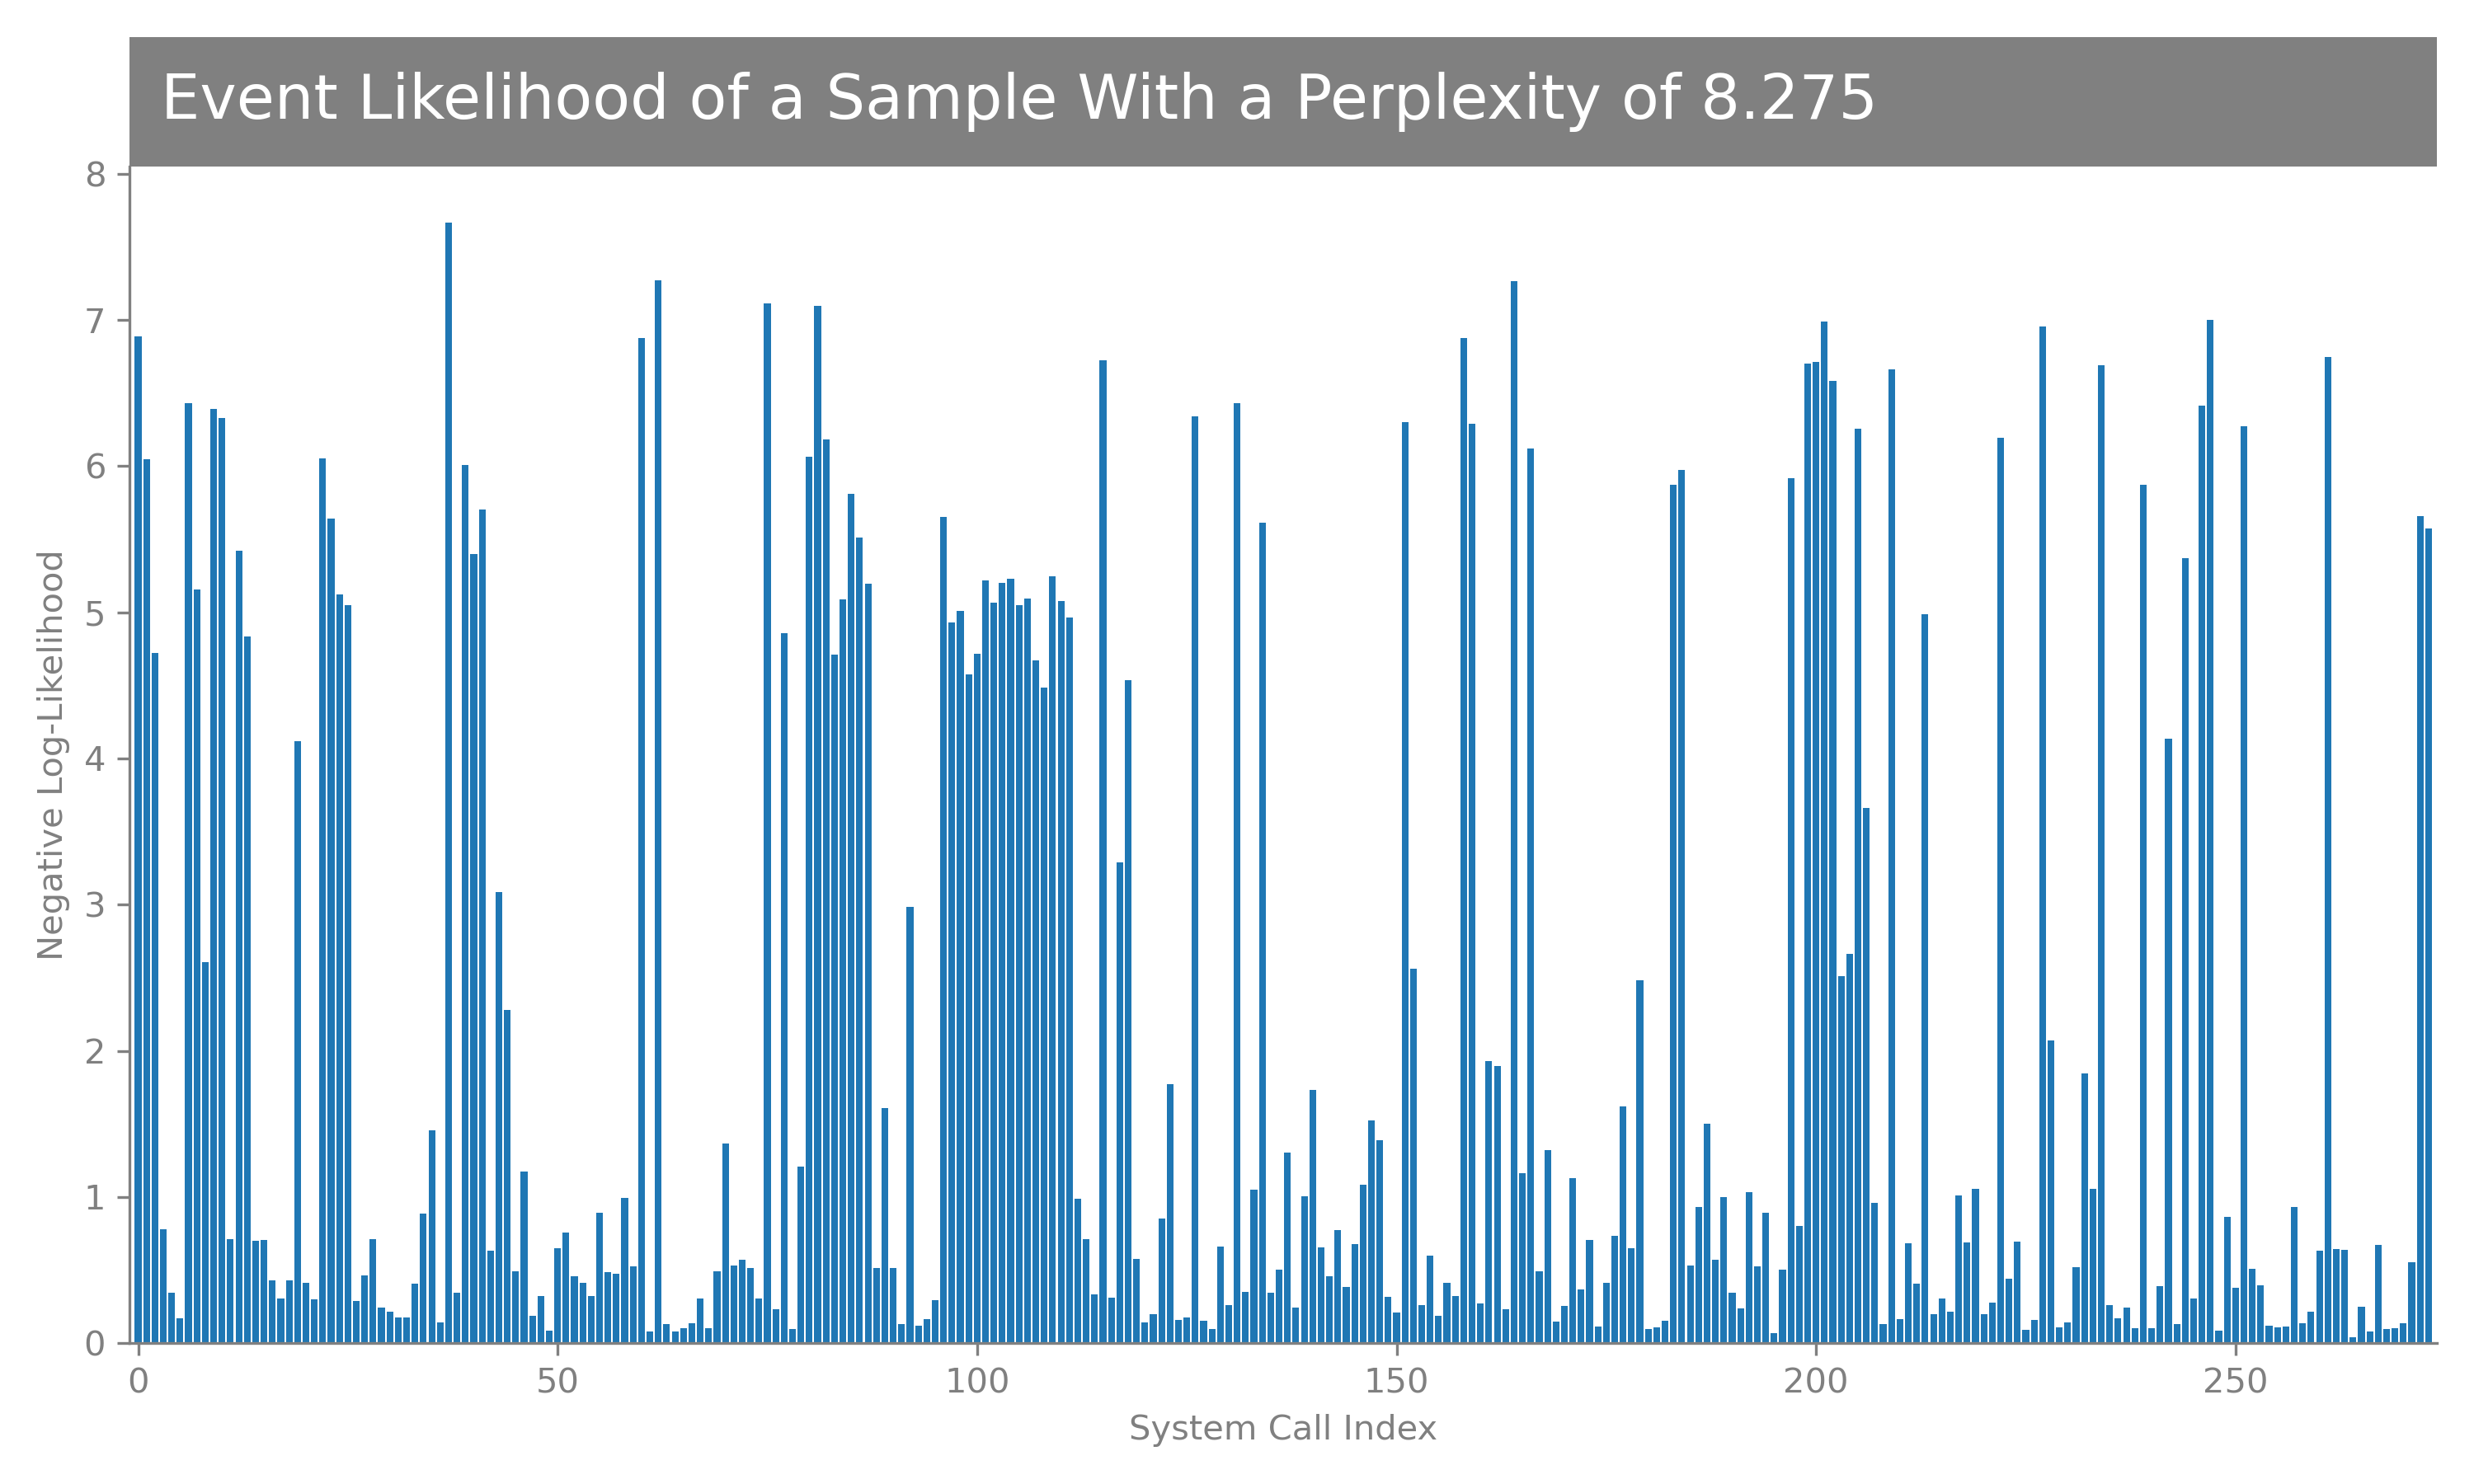 Event Likelihood of a Sample With a Perplexity of 8.275
8
7
6
5
4
3
2
1
0
Negative Log-Likelihood
0 50 100 150 200 250
System Call Index